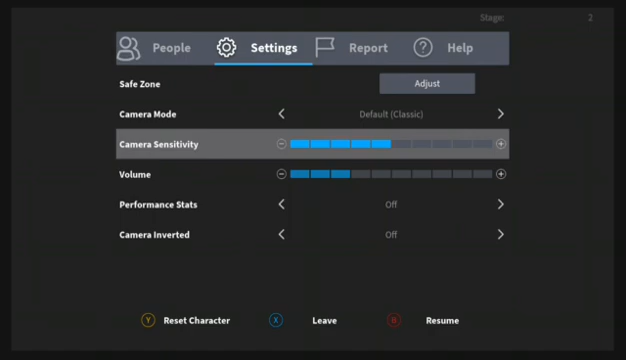 Stage: 2
People Settings Report Help
Safe Zone Adjust
Camera Mode Default (Classic)
Camera Sensitivity
Volume
Performance Stats Off
Camera Inverted Off
Y Reset Character X Leave B Resume